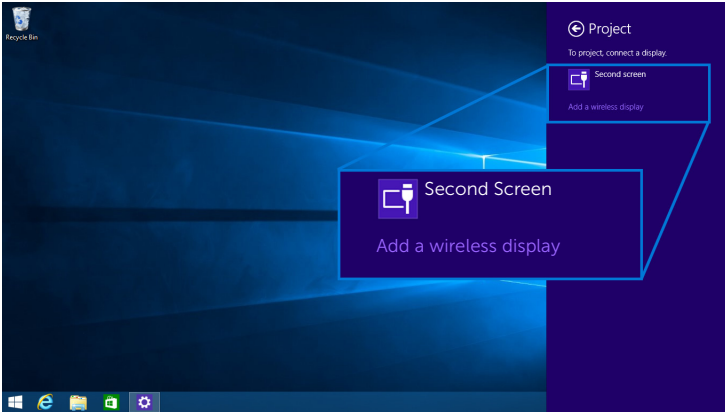 Recycle Bin
Project
To project, connect a display.
Second screen
Add a wireless display
Second Screen
Add a wireless display